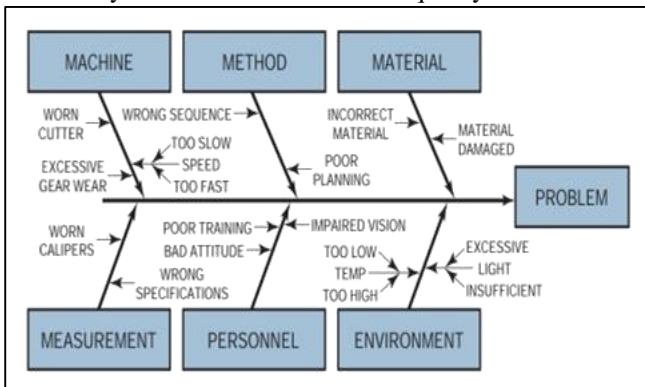 MACHINE
METHOD
MATERIAL
WORN
CUTTER
EXCESSIVE
GEAR WEAR
TOO SLOW
SPEED
TOO FAST
WRONG SEQUENCE
POOR
PLANNING
INCORRECT
MATERIAL
MATERIAL
DAMAGED
PROBLEM
WORN
CALIPERS
WRONG
SPECIFICATIONS
POOR TRAINING
BAD ATTITUDE
IMPAIRED VISION
TOO LOW
TEMP
TOO HIGH
EXCESSIVE
LIGHT
INSUFFICIENT
MEASUREMENT
PERSONNEL
ENVIRONMENT